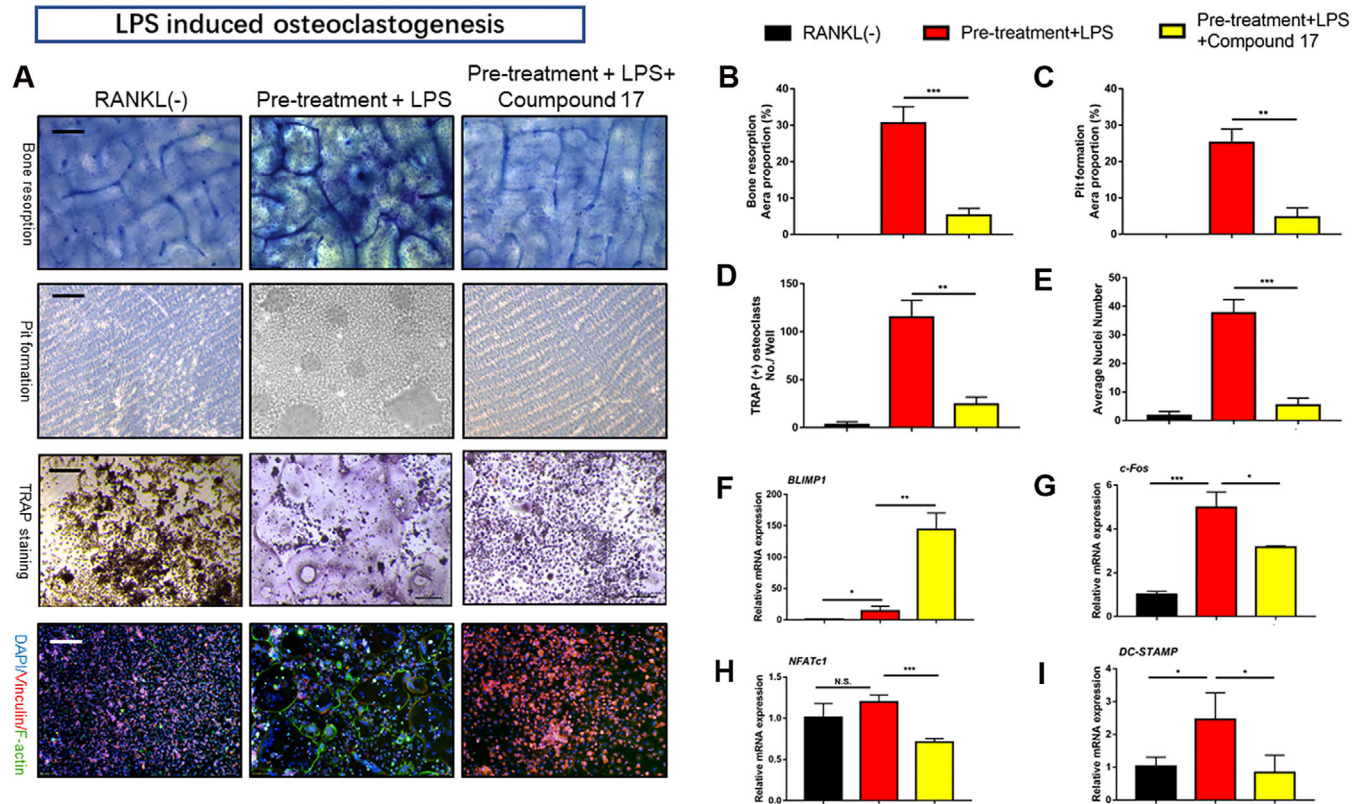 LPS induced osteoclastogenesis
RANKL(-)
Pre-treatment+LPS
Pre-treatment+LPS
+Compound 17
A
RANKL(-)
Pre-treatment + LPS
Pre-treatment + LPS+
Coumpound 17
Bone resorption
Pit formation
TRAP staining
DAPI/Vinculin/F-actin
B
Bone resorption
Aera proportion (%)
40
30
20
10
0
***
C
Pit formation
Aera proportion (%)
40
30
20
10
0
**
D
TRAP (+) osteoclasts
No./ Well
150
100
50
0
**
E
Average Nuclei Number
50
40
30
20
10
0
***
F
BLIMP1
Relative mRNA expression
200
150
100
50
0
*
**
G
c-Fos
Relative mRNA expression
6
4
2
0
***
*
H
NFATc1
Relative mRNA expression
1.5
1.0
0.5
0.0
N.S.
***
I
DC-STAMP
Relative mRNA expression
4
3
2
1
0
*
*